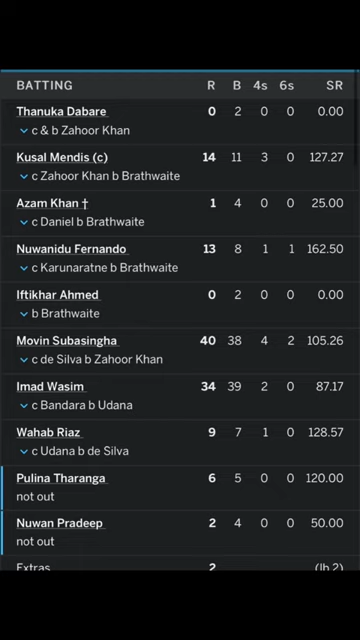 BATTING R B 4s 6s SR
Thanuka Dabare 0 2 0 0 0.00
c & b Zahoor Khan
Kusal Mendis (c) 14 11 3 0 127.27
c Zahoor Khan b Brathwaite
Azam Khan † 1 4 0 0 25.00
c Daniel b Brathwaite
Nuwanidu Fernando 13 8 1 1 162.50
c Karunaratne b Brathwaite
Iftikhar Ahmed 0 2 0 0 0.00
b Brathwaite
Movin Subasingha 40 38 4 2 105.26
c de Silva b Zahoor Khan
Imad Wasim 34 39 2 0 87.17
c Bandara b Udana
Wahab Riaz 9 7 1 0 128.57
c Udana b de Silva
Pulina Tharanga 6 5 0 0 120.00
not out
Nuwan Pradeep 2 4 0 0 50.00
not out
Extras 2 (lb 2)